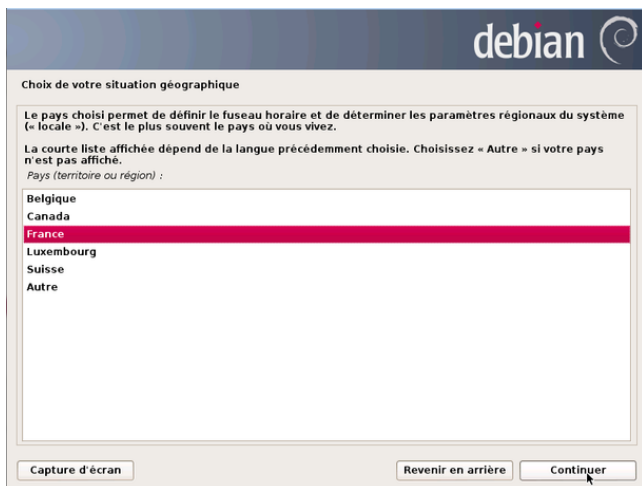 debian
Choix de votre situation géographique
Le pays choisi permet de définir le fuseau horaire et de déterminer les paramètres régionaux du système
(« locale »). C'est le plus souvent le pays où vous vivez.
La courte liste affichée dépend de la langue précédemment choisie. Choisissez « Autre » si votre pays
n'est pas affiché.
Pays (territoire ou région) :
Belgique
Canada
France
Luxembourg
Suisse
Autre
Capture d'écran
Revenir en arrière
Continuer